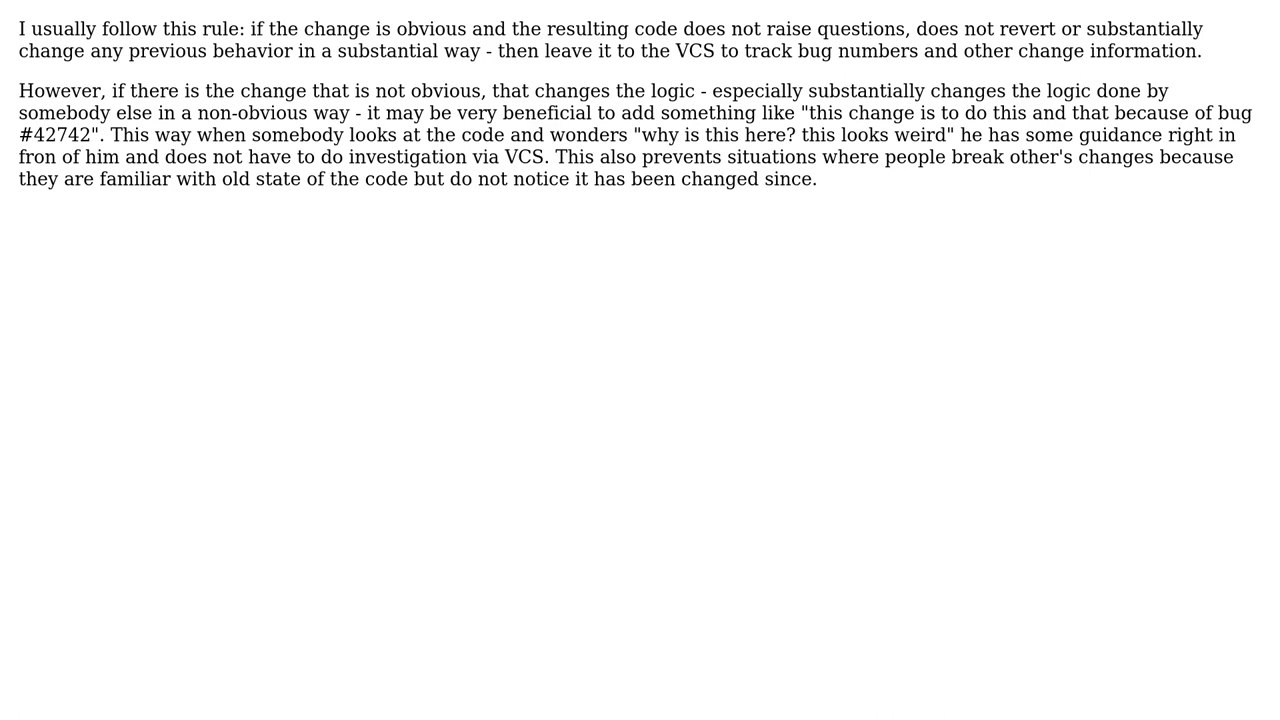 I usually follow this rule: if the change is obvious and the resulting code does not raise questions, does not revert or substantially
change any previous behavior in a substantial way - then leave it to the VCS to track bug numbers and other change information.
However, if there is the change that is not obvious, that changes the logic - especially substantially changes the logic done by
somebody else in a non-obvious way - it may be very beneficial to add something like "this change is to do this and that because of bug
#42742". This way when somebody looks at the code and wonders "why is this here? this looks weird" he has some guidance right in
fron of him and does not have to do investigation via VCS. This also prevents situations where people break other's changes because
they are familiar with old state of the code but do not notice it has been changed since.